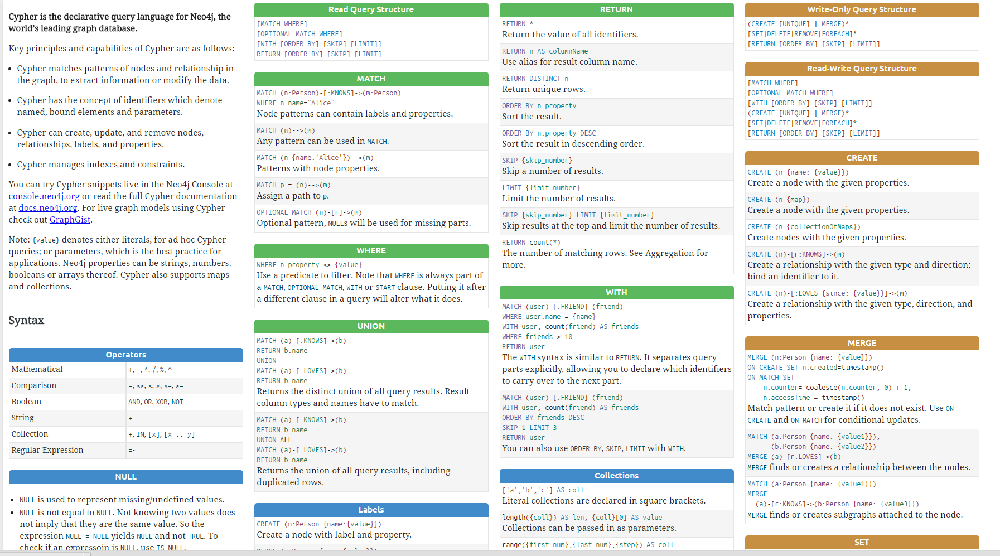 Cypher is the declarative query language for Neo4j, the
world’s leading graph database.
Key principles and capabilities of Cypher are as follows:
• Cypher matches patterns of nodes and relationship in
the graph, to extract information or modify the data.
• Cypher has the concept of identifiers which denote
named, bound elements and parameters.
• Cypher can create, update, and remove nodes,
relationships, labels, and properties.
• Cypher manages indexes and constraints.
You can try Cypher snippets live in the Neo4j Console at
console.neo4j.org or read the full Cypher documentation
at docs.neo4j.org. For live graph models using Cypher
check out GraphGist.
Note: {value} denotes either literals, for ad hoc Cypher
queries; or parameters, which is the best practice for
applications. Neo4j properties can be strings, numbers,
booleans or arrays thereof. Cypher also supports maps
and collections.
Syntax
Operators
Mathematical +, -, *, /, %, ^
Comparison =, <>, <, >, <=, >=
Boolean AND, OR, XOR, NOT
String +
Collection +, IN, [x], [x .. y]
Regular Expression =~
NULL
• NULL is used to represent missing/undefined values.
• NULL is not equal to NULL. Not knowing two values does
not imply that they are the same value. So the
expression NULL = NULL yields NULL and not TRUE. To
check if an expressoin is NULL, use IS NULL.
Read Query Structure
[MATCH WHERE]
[OPTIONAL MATCH WHERE]
[WITH [ORDER BY] [SKIP] [LIMIT]]
RETURN [ORDER BY] [SKIP] [LIMIT]
MATCH
MATCH (n:Person)-[:KNOWS]->(m:Person)
WHERE n.name="Alice"
Node patterns can contain labels and properties.
MATCH (n)-->(m)
Any pattern can be used in MATCH.
MATCH (n {name:'Alice'})-->(m)
Patterns with node properties.
MATCH p = (n)-->(m)
Assign a path to p.
OPTIONAL MATCH (n)-[r]->(m)
Optional pattern, NULLs will be used for missing parts.
WHERE
WHERE n.property <> {value}
Use a predicate to filter. Note that WHERE is always part of
a MATCH, OPTIONAL MATCH, WITH or START clause. Putting it after
a different clause in a query will alter what it does.
UNION
MATCH (a)-[:KNOWS]->(b)
RETURN b.name
UNION
MATCH (a)-[:LOVES]->(b)
RETURN b.name
Returns the distinct union of all query results. Result
column types and names have to match.
MATCH (a)-[:KNOWS]->(b)
RETURN b.name
UNION ALL
MATCH (a)-[:LOVES]->(b)
RETURN b.name
Returns the union of all query results, including
duplicated rows.
Labels
CREATE (n:Person {name:{value}})
Create a node with label and property.
MERGE (n:Person {name:{value}})
RETURN
RETURN *
Return the value of all identifiers.
RETURN n AS columnName
Use alias for result column name.
RETURN DISTINCT n
Return unique rows.
ORDER BY n.property
Sort the result.
ORDER BY n.property DESC
Sort the result in descending order.
SKIP {skip_number}
Skip a number of results.
LIMIT {limit_number}
Limit the number of results.
SKIP {skip_number} LIMIT {limit_number}
Skip results at the top and limit the number of results.
RETURN count(*)
The number of matching rows. See Aggregation for
more.
WITH
MATCH (user)-[:FRIEND]-(friend)
WHERE user.name = {name}
WITH user, count(friend) AS friends
WHERE friends > 10
RETURN user
The WITH syntax is similar to RETURN. It separates query
parts explicitly, allowing you to declare which identifiers
to carry over to the next part.
MATCH (user)-[:FRIEND]-(friend)
WITH user, count(friend) AS friends
ORDER BY friends DESC
SKIP 1 LIMIT 3
RETURN user
You can also use ORDER BY, SKIP, LIMIT with WITH.
Collections
['a','b','c'] AS coll
Literal collections are declared in square brackets.
length({coll}) AS len, {coll}[0] AS value
Collections can be passed in as parameters.
range({first_num},{last_num},{step}) AS coll
Write-Only Query Structure
(CREATE [UNIQUE] | MERGE)*
[SET|DELETE|REMOVE|FOREACH]*
[RETURN [ORDER BY] [SKIP] [LIMIT]]
Read-Write Query Structure
[MATCH WHERE]
[OPTIONAL MATCH WHERE]
[WITH [ORDER BY] [SKIP] [LIMIT]]
(CREATE [UNIQUE] | MERGE)*
[SET|DELETE|REMOVE|FOREACH]*
[RETURN [ORDER BY] [SKIP] [LIMIT]]
CREATE
CREATE (n {name: {value}})
Create a node with the given properties.
CREATE (n {map})
Create a node with the given properties.
CREATE (n {collectionOfMaps})
Create nodes with the given properties.
CREATE (n)-[r:KNOWS]->(m)
Create a relationship with the given type and direction;
bind an identifier to it.
CREATE (n)-[:LOVES {since: {value}}]->(m)
Create a relationship with the given type, direction, and
properties.
MERGE
MERGE (n:Person {name: {value}})
ON CREATE SET n.created=timestamp()
ON MATCH SET
n.counter= coalesce(n.counter, 0) + 1,
n.accessTime = timestamp()
Match pattern or create it if it does not exist. Use ON
CREATE and ON MATCH for conditional updates.
MATCH (a:Person {name: {value1}}),
(b:Person {name: {value2}})
MERGE (a)-[r:LOVES]->(b)
MERGE finds or creates a relationship between the nodes.
MATCH (a:Person {name: {value1}})
MERGE
(a)-[r:KNOWS]->(b:Person {name: {value3}})
MERGE finds or creates subgraphs attached to the node.
SET